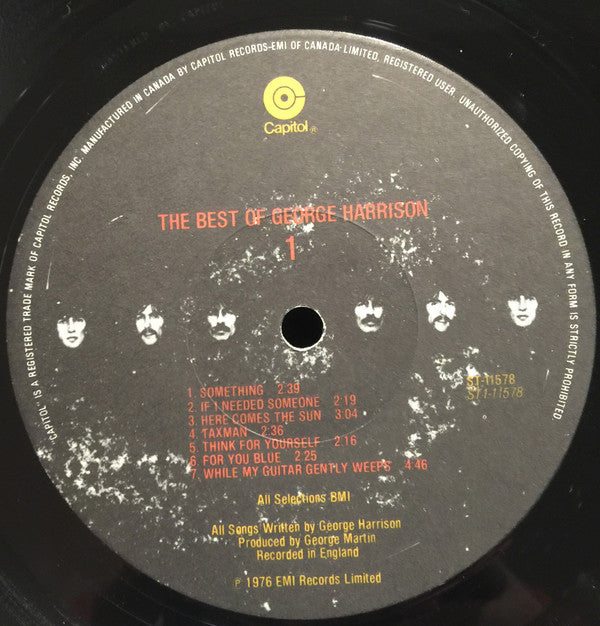 "CAPITOL" IS A REGISTERED TRADE MARK OF CAPITOL RECORDS, INC. MANUFACTURED IN CANADA BY CAPITOL RECORDS-EMI OF CANADA LIMITED, REGISTERED USER. UNAUTHORIZED COPYING OF THIS RECORD IN ANY FORM IS STRICTLY PROHIBITED
Capitol®
THE BEST OF GEORGE HARRISON
1
ST-11578
ST1-11578
1. SOMETHING 2:39
2. IF I NEEDED SOMEONE 2:19
3. HERE COMES THE SUN 3:04
4. TAXMAN 2:36
5. THINK FOR YOURSELF 2:16
6. FOR YOU BLUE 2:25
7. WHILE MY GUITAR GENTLY WEEPS 4:46
All Selections BMI
All Songs Written by George Harrison
Produced by George Martin
Recorded in England
℗ 1976 EMI Records Limited